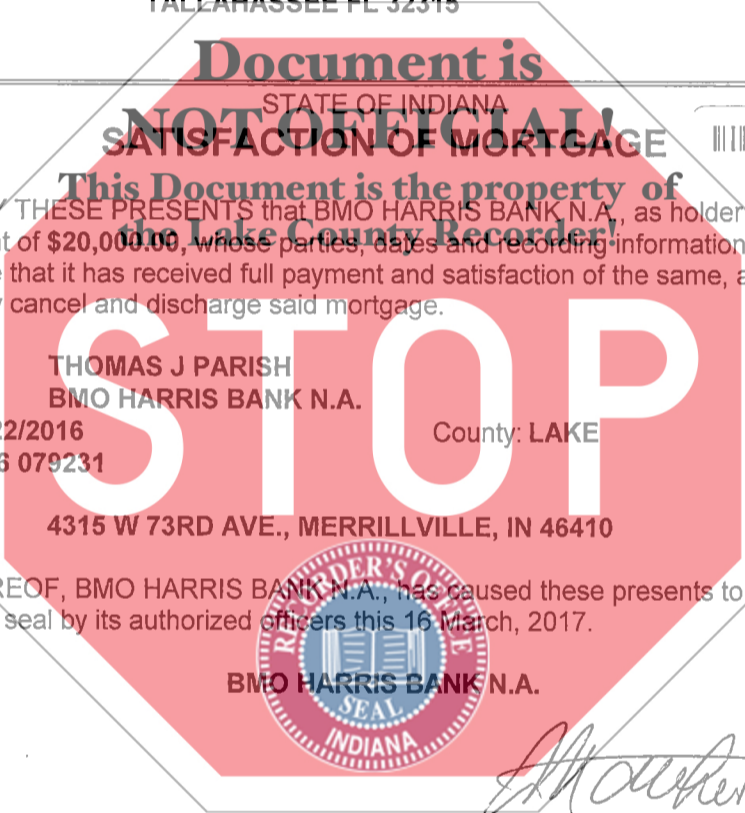 TALLAHASSEE FL 32315
Document is
STATE OF INDIANA
NOT OFFICIAL!
SATISFACTION OF MORTGAGE
This Document is the property of
THESE PRESENTS that BMO HARRIS BANK N.A., as holder
the Lake County Recorder!
t of $20,000.00, whose parties, dates and recording information
that it has received full payment and satisfaction of the same, a
cancel and discharge said mortgage.
STOP
THOMAS J PARISH
BMO HARRIS BANK N.A.
22/2016 County: LAKE
6 079231
4315 W 73RD AVE., MERRILLVILLE, IN 46410
REOF, BMO HARRIS BANK N.A., has caused these presents to
seal by its authorized officers this 16 March, 2017.
BMO HARRIS BANK N.A.
RECORDER'S OFFICE
SEAL
INDIANA